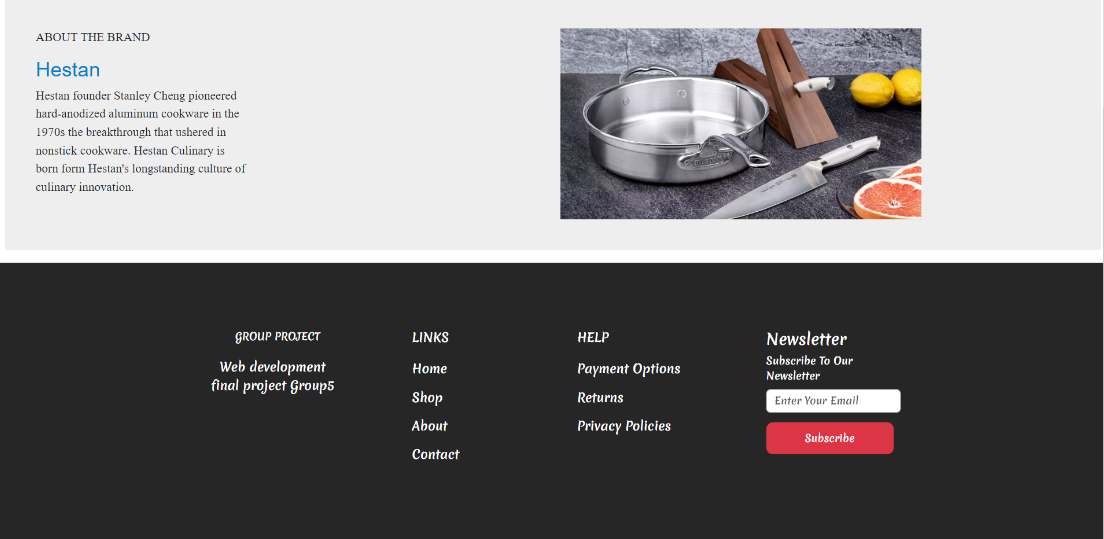 ABOUT THE BRAND
Hestan
Hestan founder Stanley Cheng pioneered
hard-anodized aluminum cookware in the
1970s the breakthrough that ushered in
nonstick cookware. Hestan Culinary is
born form Hestan's longstanding culture of
culinary innovation.
GROUP PROJECT
Web development
final project Group5
LINKS
Home
Shop
About
Contact
HELP
Payment Options
Returns
Privacy Policies
Newsletter
Subscribe To Our
Newsletter
Enter Your Email
Subscribe